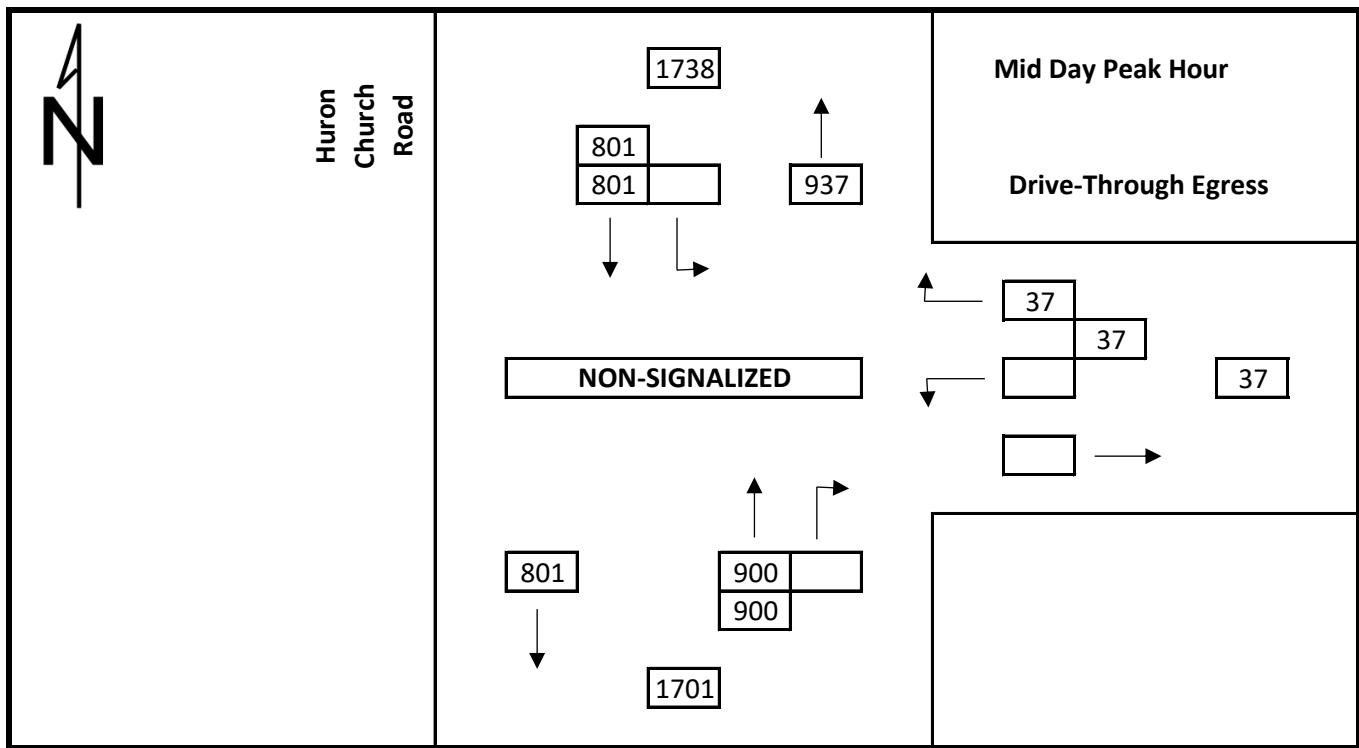 N
Huron
Church
Road
1738
Mid Day Peak Hour
801
801
937
Drive-Through Egress
37
37
NON-SIGNALIZED
37
801
900
900
1701